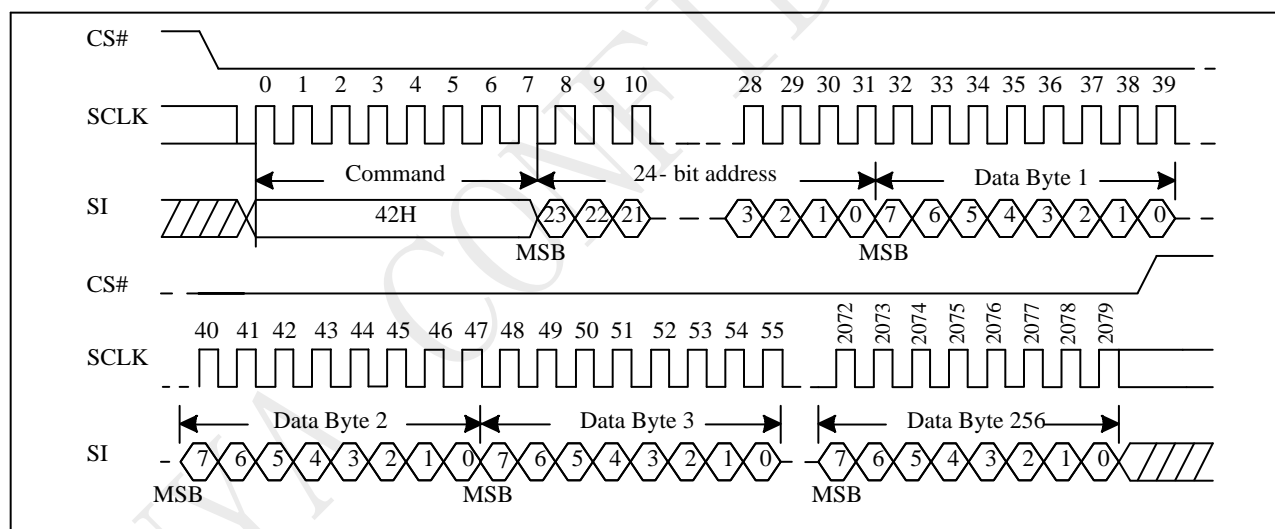 CS#
0 1 2 3 4 5 6 7 8 9 10 28 29 30 31 32 33 34 35 36 37 38 39
SCLK
Command 24- bit address Data Byte 1
SI 42H 23 22 21 3 2 1 0 7 6 5 4 3 2 1 0
MSB MSB
CS#
40 41 42 43 44 45 46 47 48 49 50 51 52 53 54 55 2072 2073 2074 2075 2076 2077 2078 2079
SCLK
Data Byte 2 Data Byte 3 Data Byte 256
SI 7 6 5 4 3 2 1 0 7 6 5 4 3 2 1 0 7 6 5 4 3 2 1 0
MSB MSB MSB